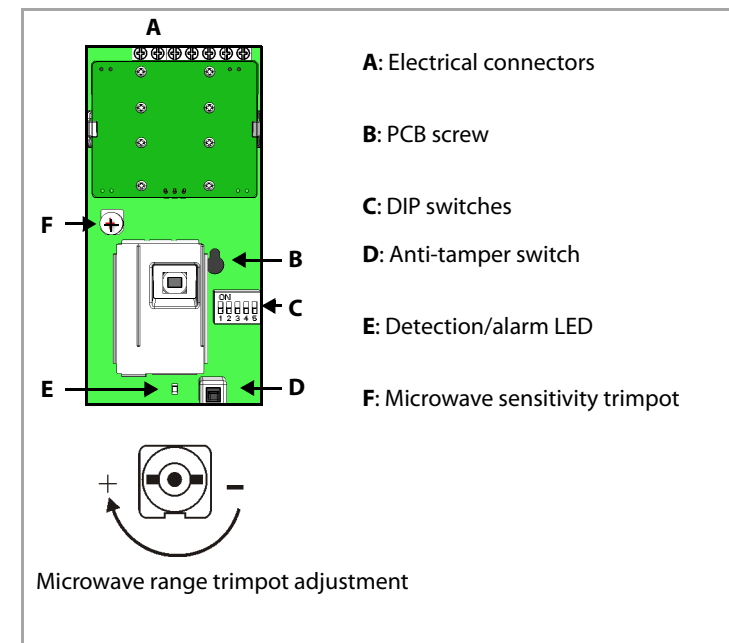 A
A: Electrical connectors
B: PCB screw
C: DIP switches
F
D: Anti-tamper switch
B
ON
C
1 2 3 4 5
E: Detection/alarm LED
E
D
F: Microwave sensitivity trimpot
+ -
Microwave range trimpot adjustment